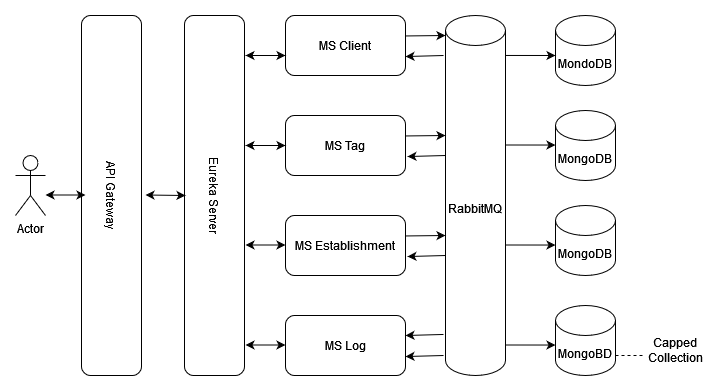 Actor
API Gateway
Eureka Server
MS Client
MS Tag
MS Establishment
MS Log
RabbitMQ
MondoDB
MongoDB
MongoDB
MongoBD
Capped
Collection